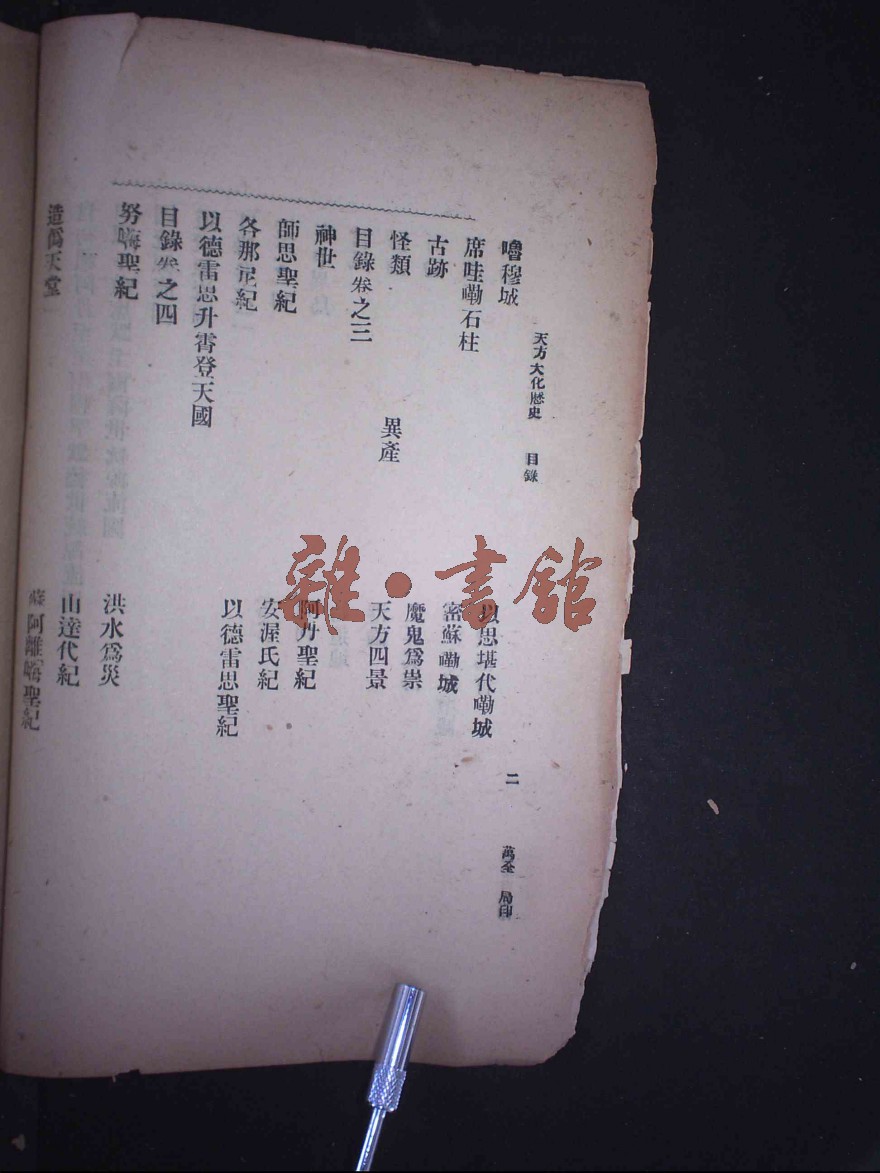 天方大化歷史 目錄 二 萬全 局印
嚕穆城 以思堪代嘞城
席哇嘞石柱 密蘇嘞城
古跡 魔鬼爲祟
怪類 異產 天方四景
目錄卷之三
神世 阿丹聖紀
師思聖紀 安渥氏紀
各那尼紀 以德雷思聖紀
以德雷思升霄登天國
目錄卷之四
努嗨聖紀 洪水爲災
造僞天堂 山達代紀
阿離嗨聖紀
雜·書館